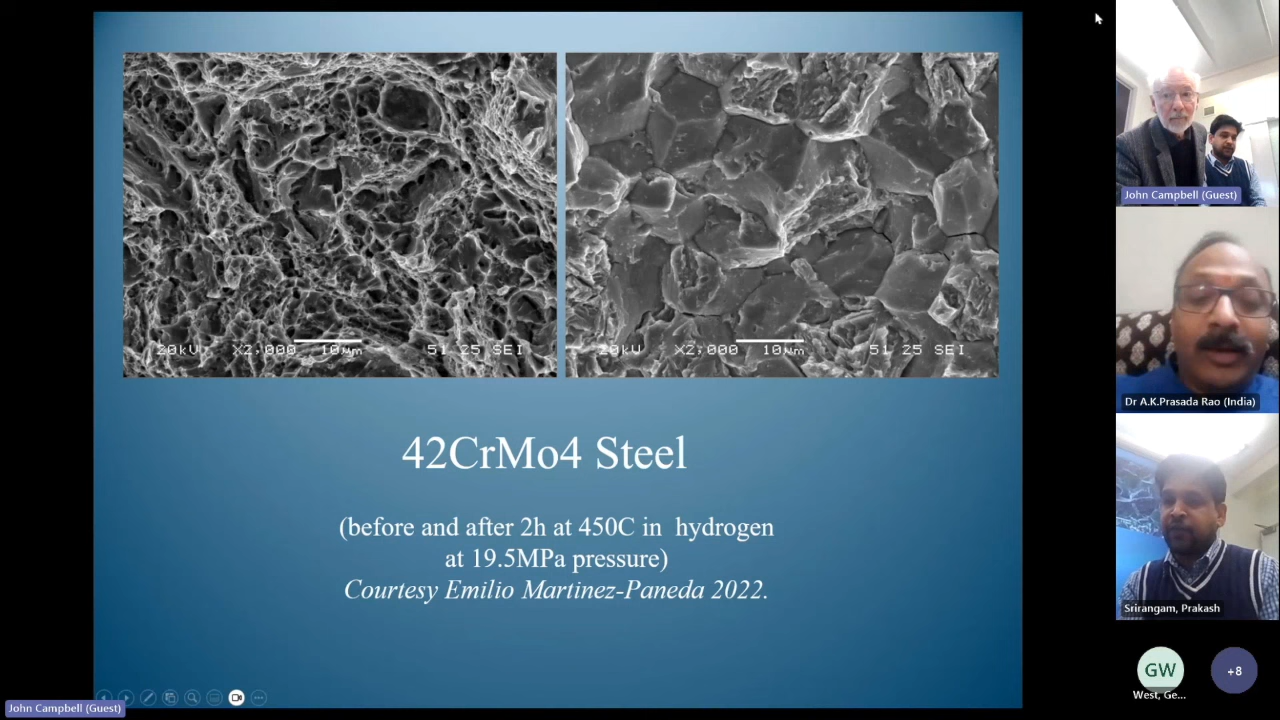 20kU X2,000 10μm 51 25 SEI
20kU X2,000 10μm 51 25 SEI
42CrMo4 Steel
(before and after 2h at 450C in hydrogen
at 19.5MPa pressure)
Courtesy Emilio Martinez-Paneda 2022.
John Campbell (Guest)
John Campbell (Guest)
Dr A.K.Prasada Rao (India)
Srirangam, Prakash
GW
West, Ge...
+8